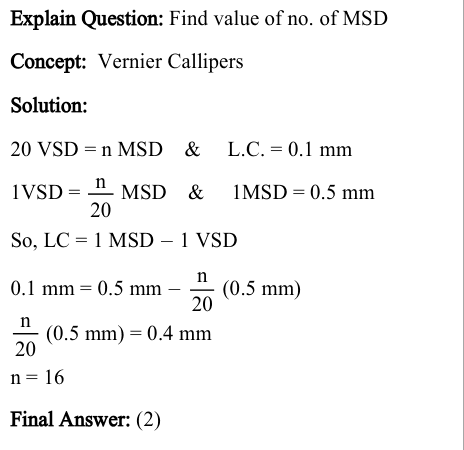 Explain Question: Find value of no. of MSD
Concept: Vernier Callipers
Solution:
20 VSD = n MSD & L.C. = 0.1 mm
1VSD = n/20 MSD & 1MSD = 0.5 mm
So, LC = 1 MSD – 1 VSD
0.1 mm = 0.5 mm – n/20 (0.5 mm)
n/20 (0.5 mm) = 0.4 mm
n = 16
Final Answer: (2)